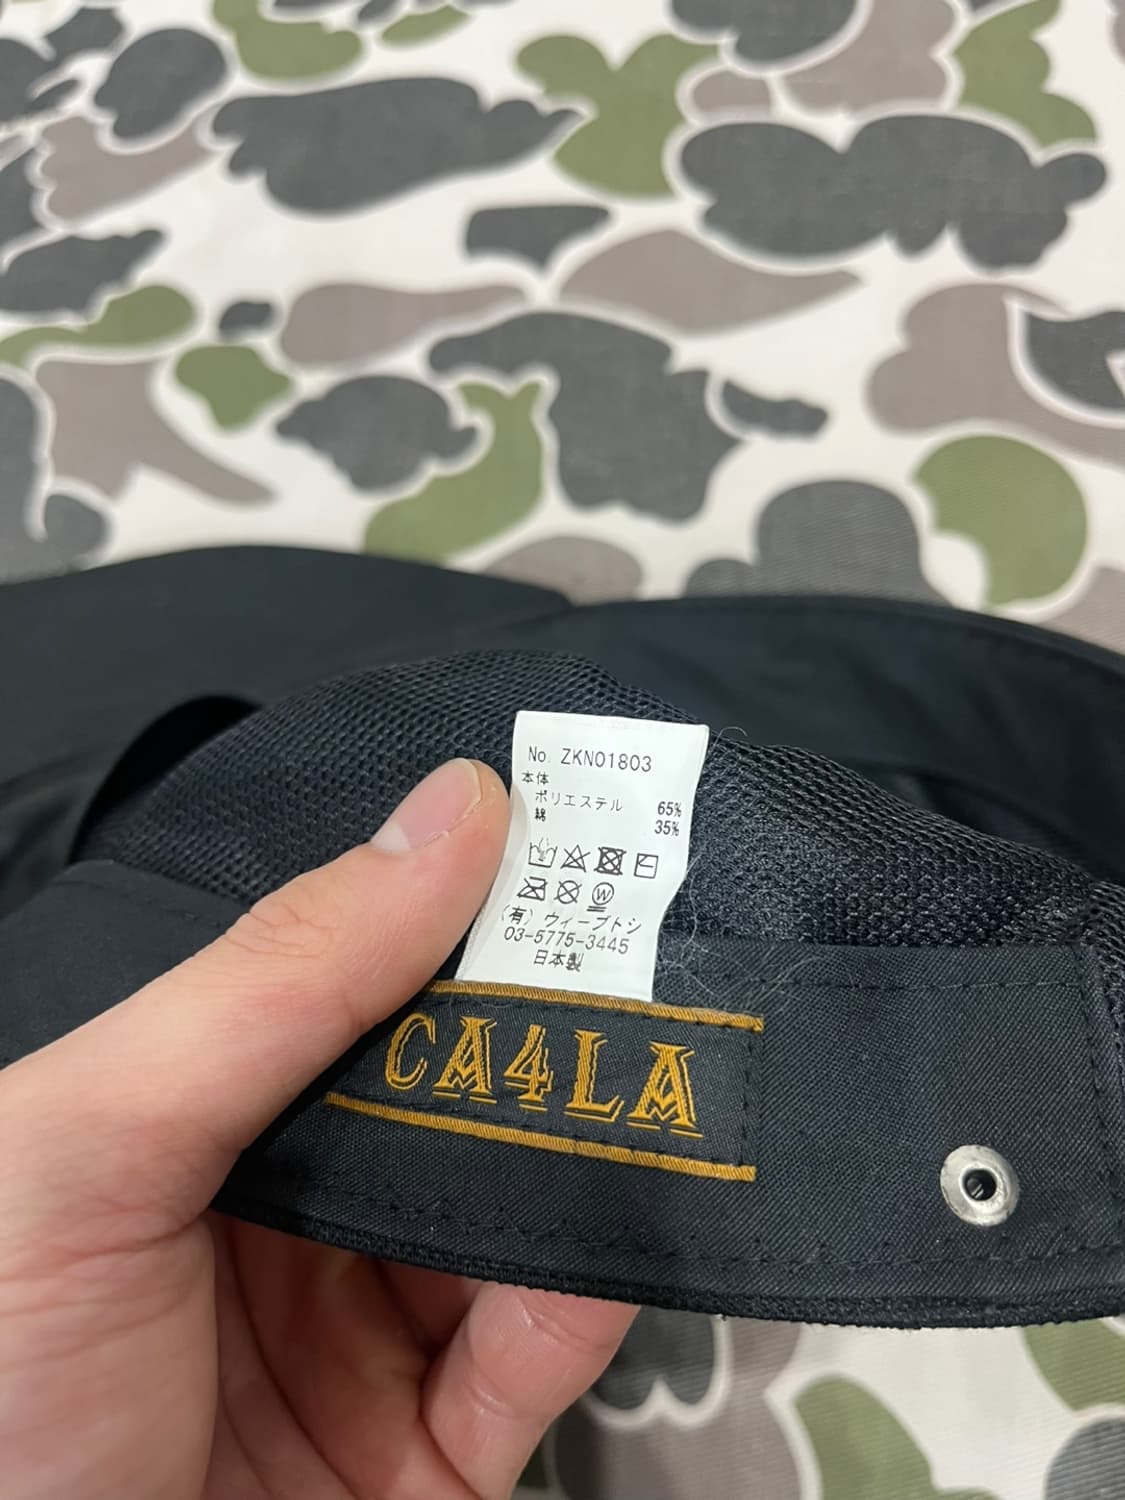 No. ZKN01803
本体
ポリエステル 65%
綿 35%
W
(有) ウィーブトシ
03-5775-3445
日本製
CA4LA